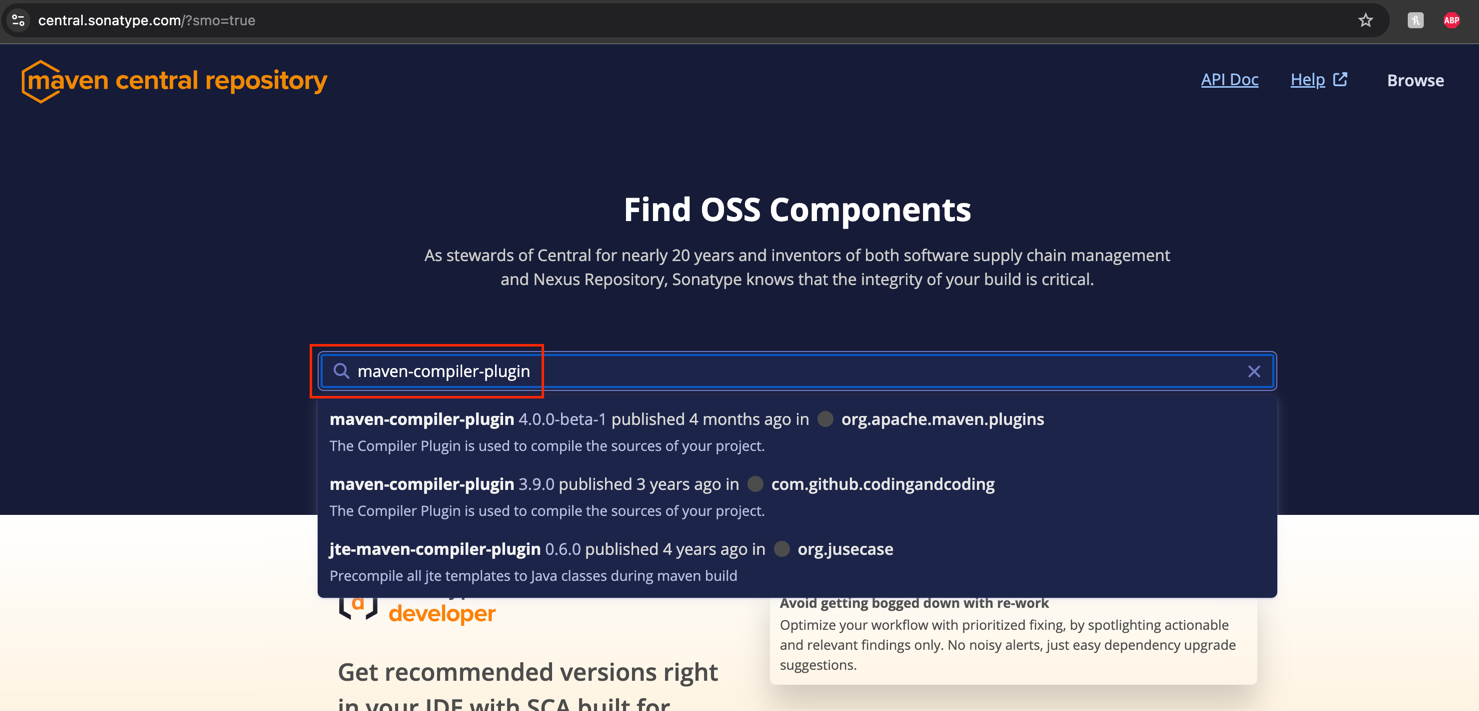 central.sonatype.com/?smo=true
ABP
maven central repository
API Doc
Help
Browse
Find OSS Components
As stewards of Central for nearly 20 years and inventors of both software supply chain management
and Nexus Repository, Sonatype knows that the integrity of your build is critical.
maven-compiler-plugin
maven-compiler-plugin 4.0.0-beta-1 published 4 months ago in org.apache.maven.plugins
The Compiler Plugin is used to compile the sources of your project.
maven-compiler-plugin 3.9.0 published 3 years ago in com.github.codingandcoding
The Compiler Plugin is used to compile the sources of your project.
jte-maven-compiler-plugin 0.6.0 published 4 years ago in org.jusecase
Precompile all jte templates to Java classes during maven build
developer
Get recommended versions right
in your IDE with SCA built for
Avoid getting bogged down with re-work
Optimize your workflow with prioritized fixing, by spotlighting actionable
and relevant findings only. No noisy alerts, just easy dependency upgrade
suggestions.